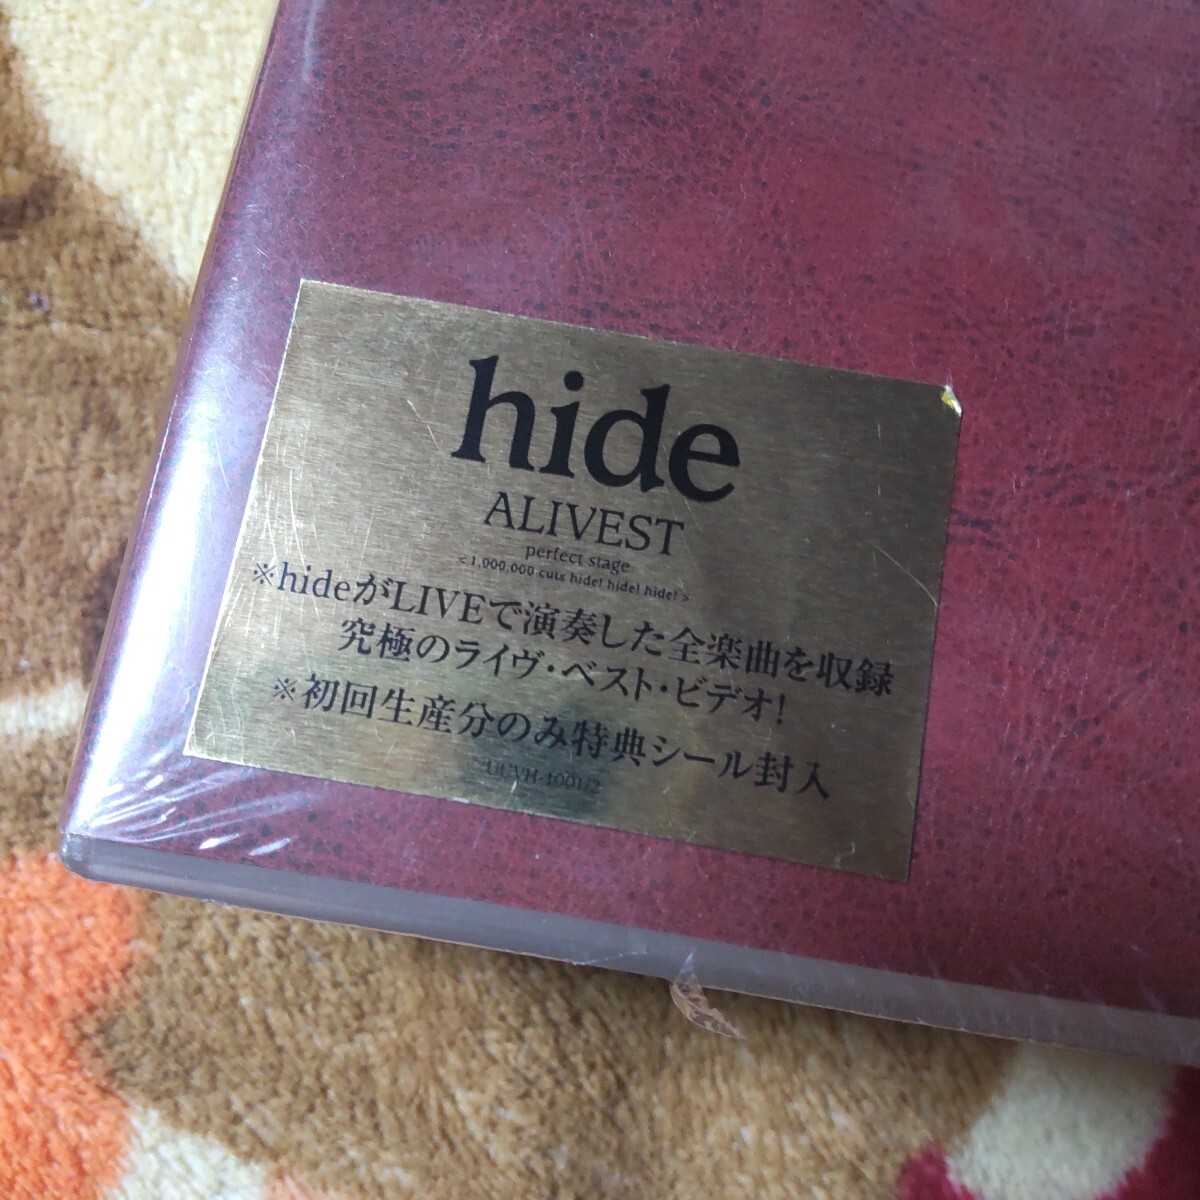 hide
ALIVEST
perfect stage
<1,000,000 cuts hide! hide! hide!>
※hideがLIVEで演奏した全楽曲を収録
究極のライヴ・ベスト・ビデオ!
※初回生産分のみ特典シール封入